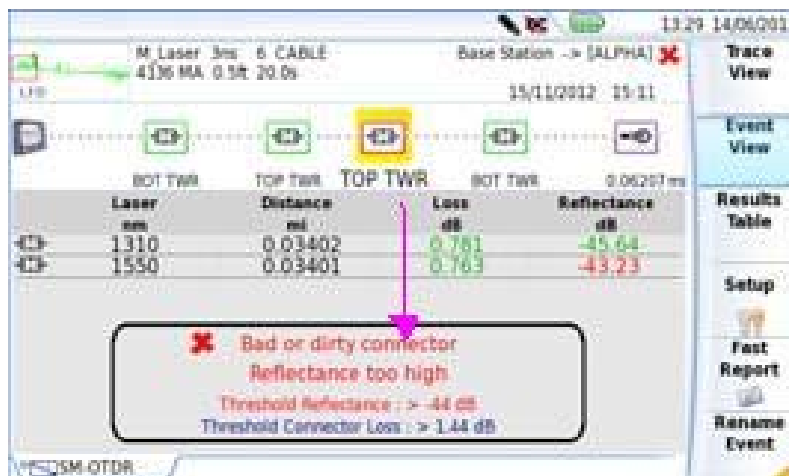 13:29 14/06/201
M_Laser 3ns 6 CABLE
Base Station -> [ALPHA]
4136 MA 0.5ft 20.0s
15/11/2012 15:11
Trace View
Event View
Results Table
Setup
Fast Report
Rename Event
BOT TWR TOP TWR TOP TWR BOT TWR 0.06207 mi
Laser Distance Loss Reflectance
nm mi dB dB
1310 0.03402 0.781 -45.64
1550 0.03401 0.763 -43.23
Bad or dirty connector
Reflectance too high
Threshold Reflectance : > -44 dB
Threshold Connector Loss : > 1.44 dB
SM-OTDR